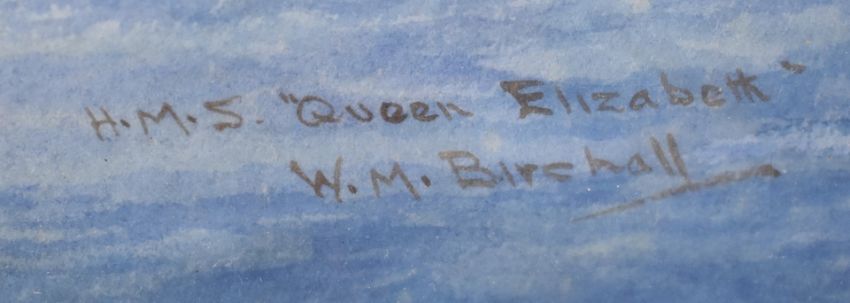 H.M.S. "Queen Elizabeth"
W.M. Birchall